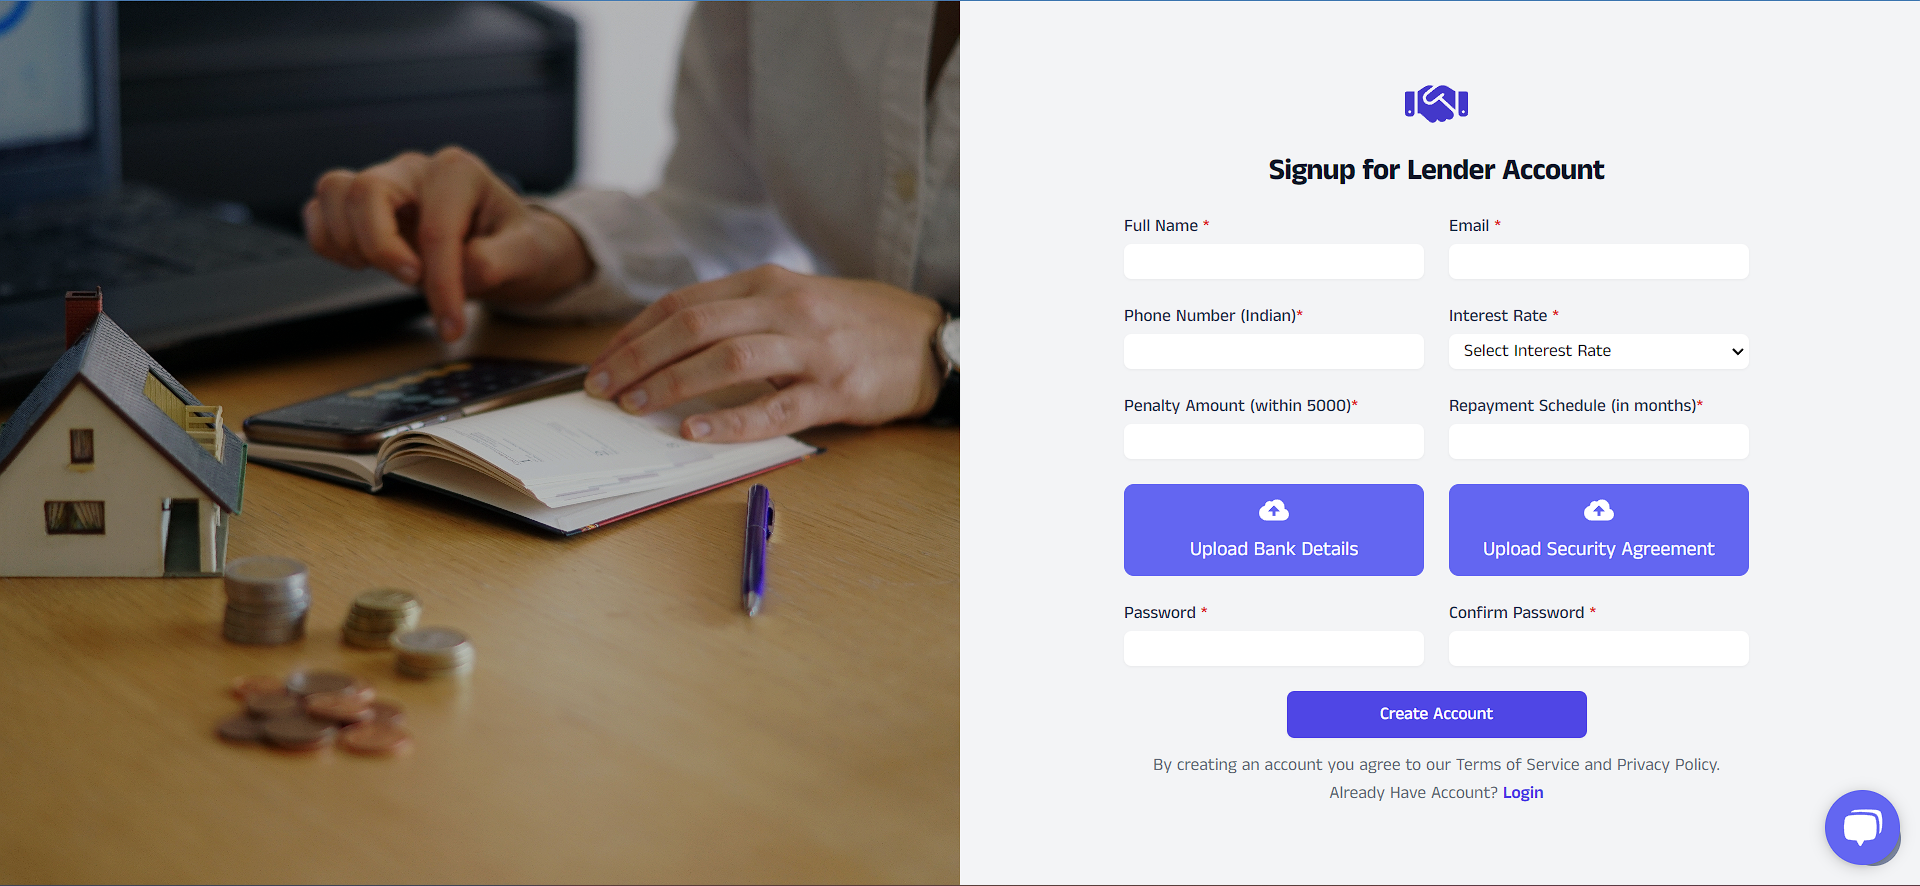 Signup for Lender Account
Full Name *
Email *
Phone Number (Indian)*
Interest Rate *
Select Interest Rate
Penalty Amount (within 5000)*
Repayment Schedule (in months)*
Upload Bank Details
Upload Security Agreement
Password *
Confirm Password *
Create Account
By creating an account you agree to our Terms of Service and Privacy Policy.
Already Have Account? Login